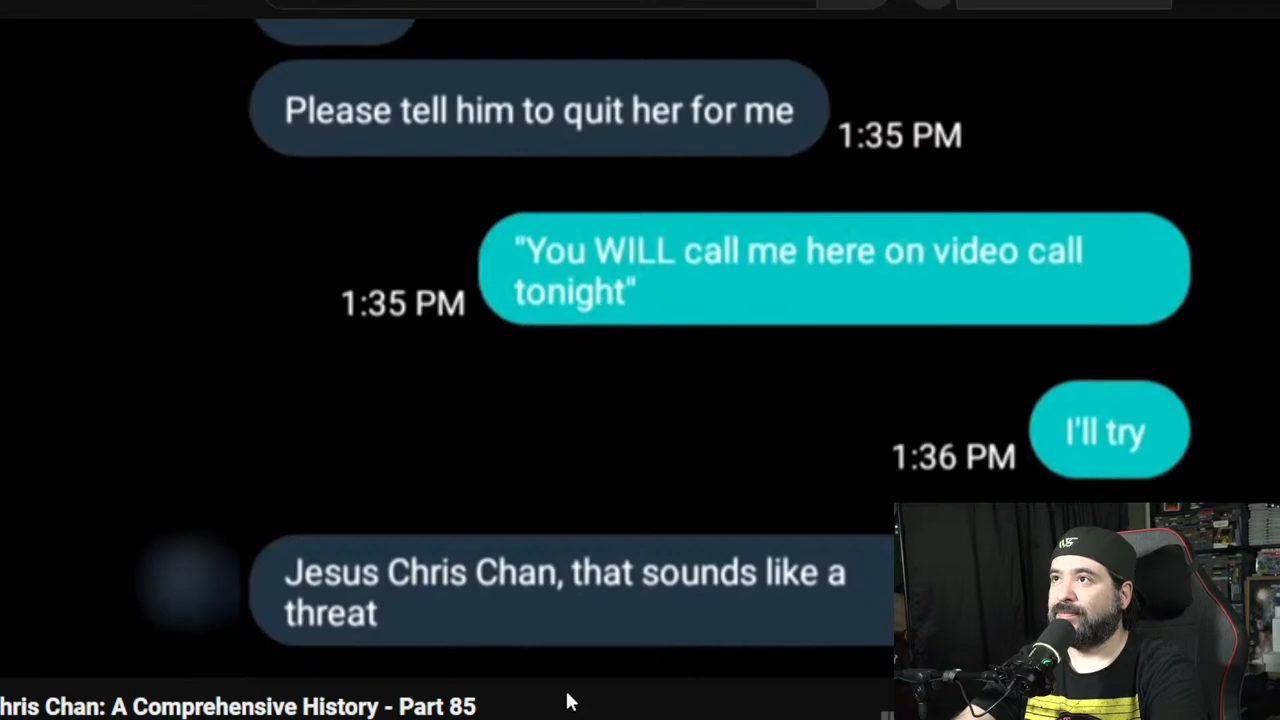 Please tell him to quit her for me
1:35 PM
"You WILL call me here on video call
tonight"
1:35 PM
I'll try
1:36 PM
Jesus Chris Chan, that sounds like a
threat
hris Chan: A Comprehensive History - Part 85